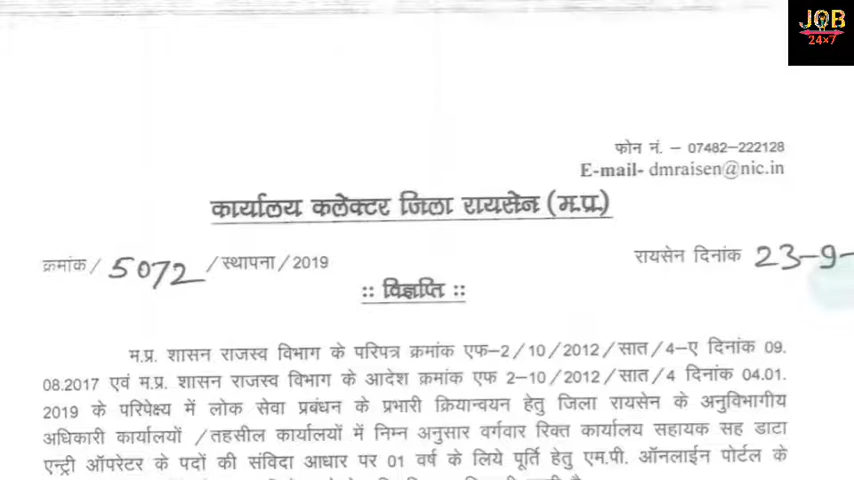 JOB
24×7
फोन नं. – 07482–222128
E-mail- dmraisen@nic.in
कार्यालय कलेक्टर जिला रायसेन (म.प्र.)
क्रमांक / 5072 / स्थापना / 2019 रायसेन दिनांक 23-9-
:: विज्ञप्ति ::
म.प्र. शासन राजस्व विभाग के परिपत्र क्रमांक एफ–2/10/2012/सात/4–ए दिनांक 09.
08.2017 एवं म.प्र. शासन राजस्व विभाग के आदेश क्रमांक एफ 2–10/2012/सात/4 दिनांक 04.01.
2019 के परिपेक्ष्य में लोक सेवा प्रबंधन के प्रभारी क्रियान्वयन हेतु जिला रायसेन के अनुविभागीय
अधिकारी कार्यालयों /तहसील कार्यालयों में निम्न अनुसार वर्गवार रिक्त कार्यालय सहायक सह डाटा
एन्ट्री ऑपरेटर के पदों की संविदा आधार पर 01 वर्ष के लिये पूर्ति हेतु एम.पी. ऑनलाईन पोर्टल के